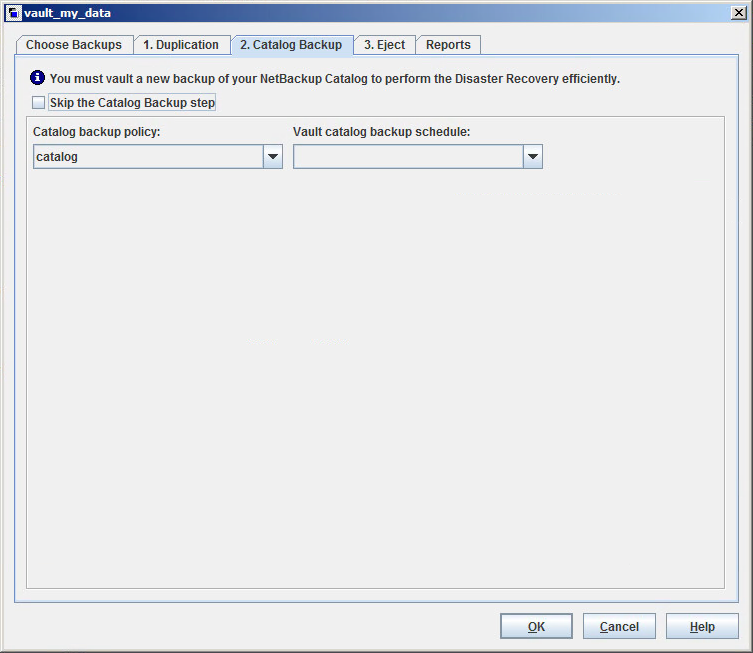 vault_my_data
Choose Backups 1. Duplication 2. Catalog Backup 3. Eject Reports
You must vault a new backup of your NetBackup Catalog to perform the Disaster Recovery efficiently.
Skip the Catalog Backup step
Catalog backup policy: Vault catalog backup schedule:
catalog
OK Cancel Help